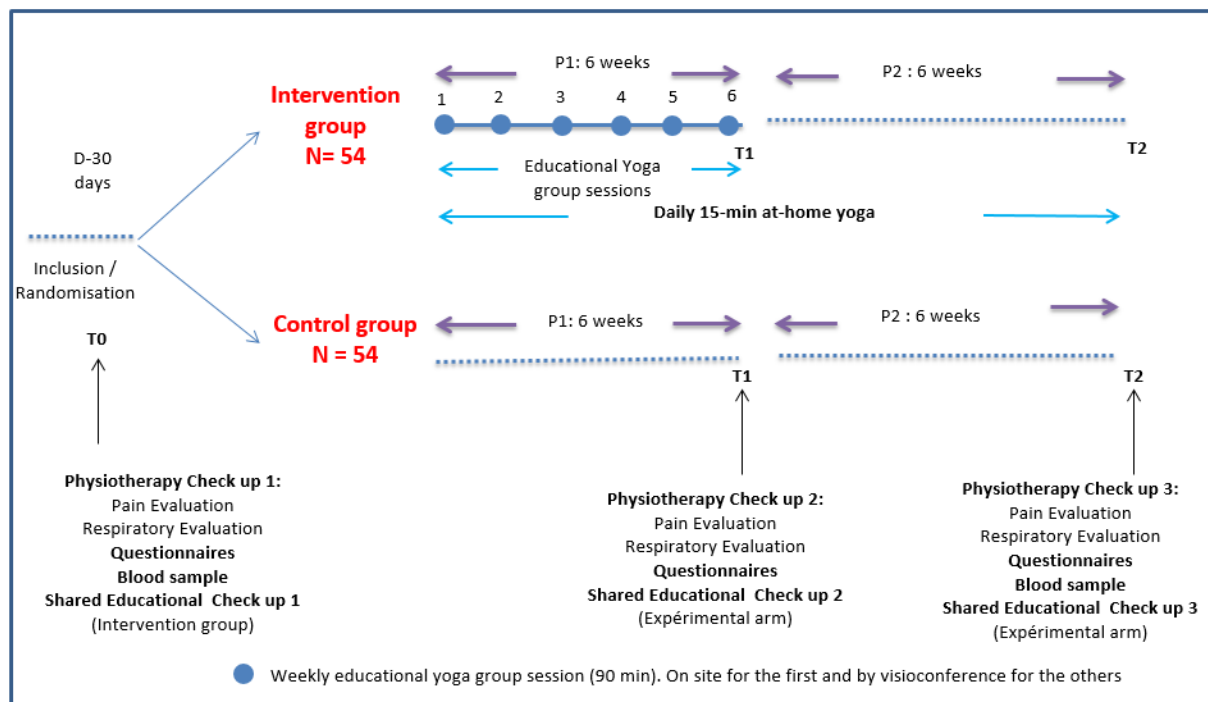 P1: 6 weeks
P2 : 6 weeks
Intervention
group
N= 54
1 2 3 4 5 6
T1
T2
D-30
days
Educational Yoga
group sessions
Daily 15-min at-home yoga
Inclusion /
Randomisation
T0
Control group
N = 54
P1: 6 weeks
P2 : 6 weeks
T1
T2
Physiotherapy Check up 1:
Pain Evaluation
Respiratory Evaluation
Questionnaires
Blood sample
Shared Educational Check up 1
(Intervention group)
Physiotherapy Check up 2:
Pain Evaluation
Respiratory Evaluation
Questionnaires
Shared Educational Check up 2
(Expérimental arm)
Physiotherapy Check up 3:
Pain Evaluation
Respiratory Evaluation
Questionnaires
Blood sample
Shared Educational Check up 3
(Expérimental arm)
Weekly educational yoga group session (90 min). On site for the first and by visioconference for the others